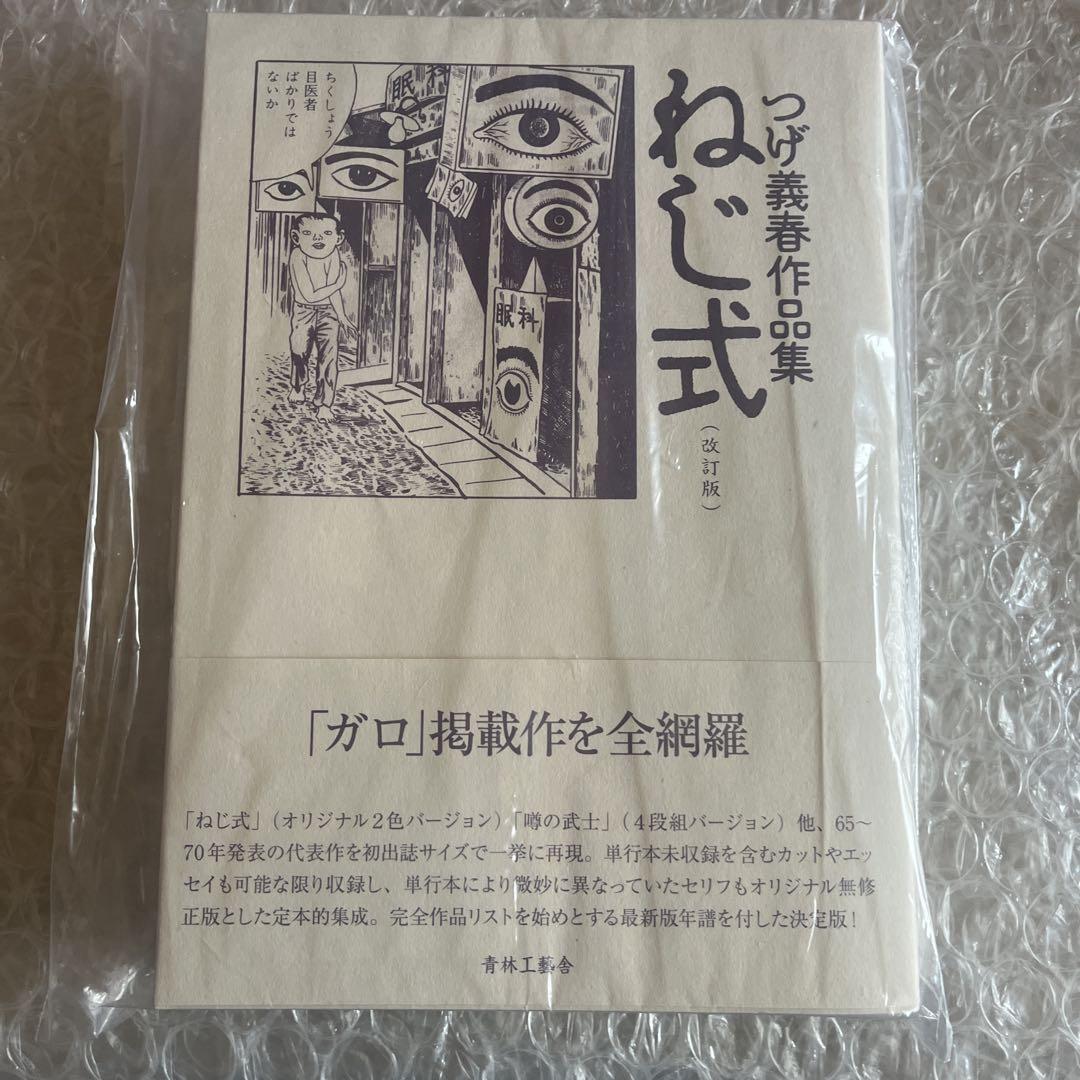 つげ義春作品集
ねじ式
(改訂版)
ちくしょう
目医者
ばかりでは
ないか
眼科
眼科
「ガロ」掲載作を全網羅
「ねじ式」(オリジナル2色バージョン)「噂の武士」(4段組バージョン)他、65〜
70年発表の代表作を初出誌サイズで一挙に再現。単行本未収録を含むカットやエッ
セイも可能な限り収録し、単行本により微妙に異なっていたセリフもオリジナル無修
正版とした定本的集成。完全作品リストを始めとする最新版年譜を付した決定版!
青林工藝舎